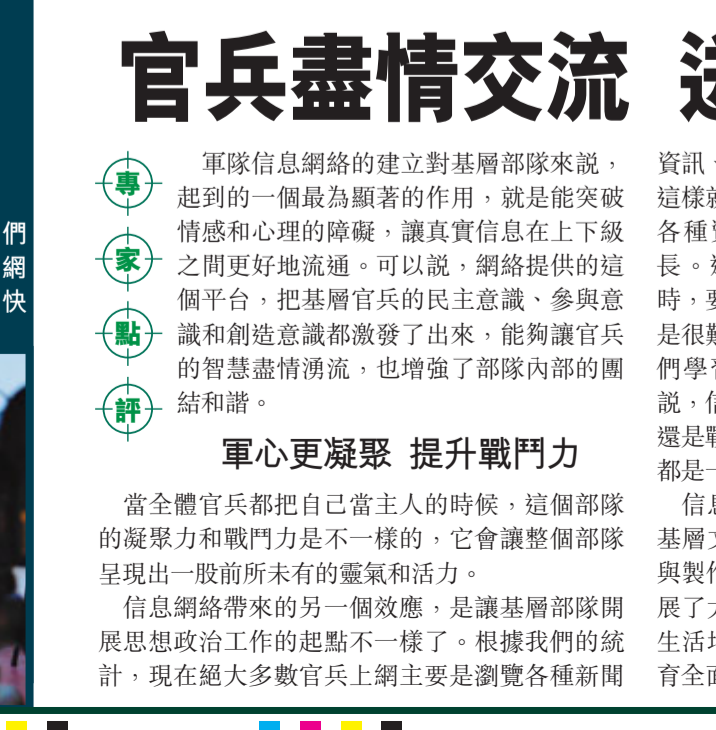 們
網
快
官兵盡情交流
專家點評
軍隊信息網絡的建立對基層部隊來說，
起到的一個最為顯著的作用，就是能突破
情感和心理的障礙，讓真實信息在上下級
之間更好地流通。可以說，網絡提供的這
個平台，把基層官兵的民主意識、參與意
識和創造意識都激發了出來，能夠讓官兵
的智慧盡情湧流，也增強了部隊內部的團
結和諧。
軍心更凝聚 提升戰鬥力
當全體官兵都把自己當主人的時候，這個部隊
的凝聚力和戰鬥力是不一樣的，它會讓整個部隊
呈現出一股前所未有的靈氣和活力。
信息網絡帶來的另一個效應，是讓基層部隊開
展思想政治工作的起點不一樣了。根據我們的統
計，現在絕大多數官兵上網主要是瀏覽各種新聞
資訊、
這樣就
各種
長。
時，要
是很難
們學習
說，信
還是戰
都是一
信息
基層文
與製作
展了
生活
育全面